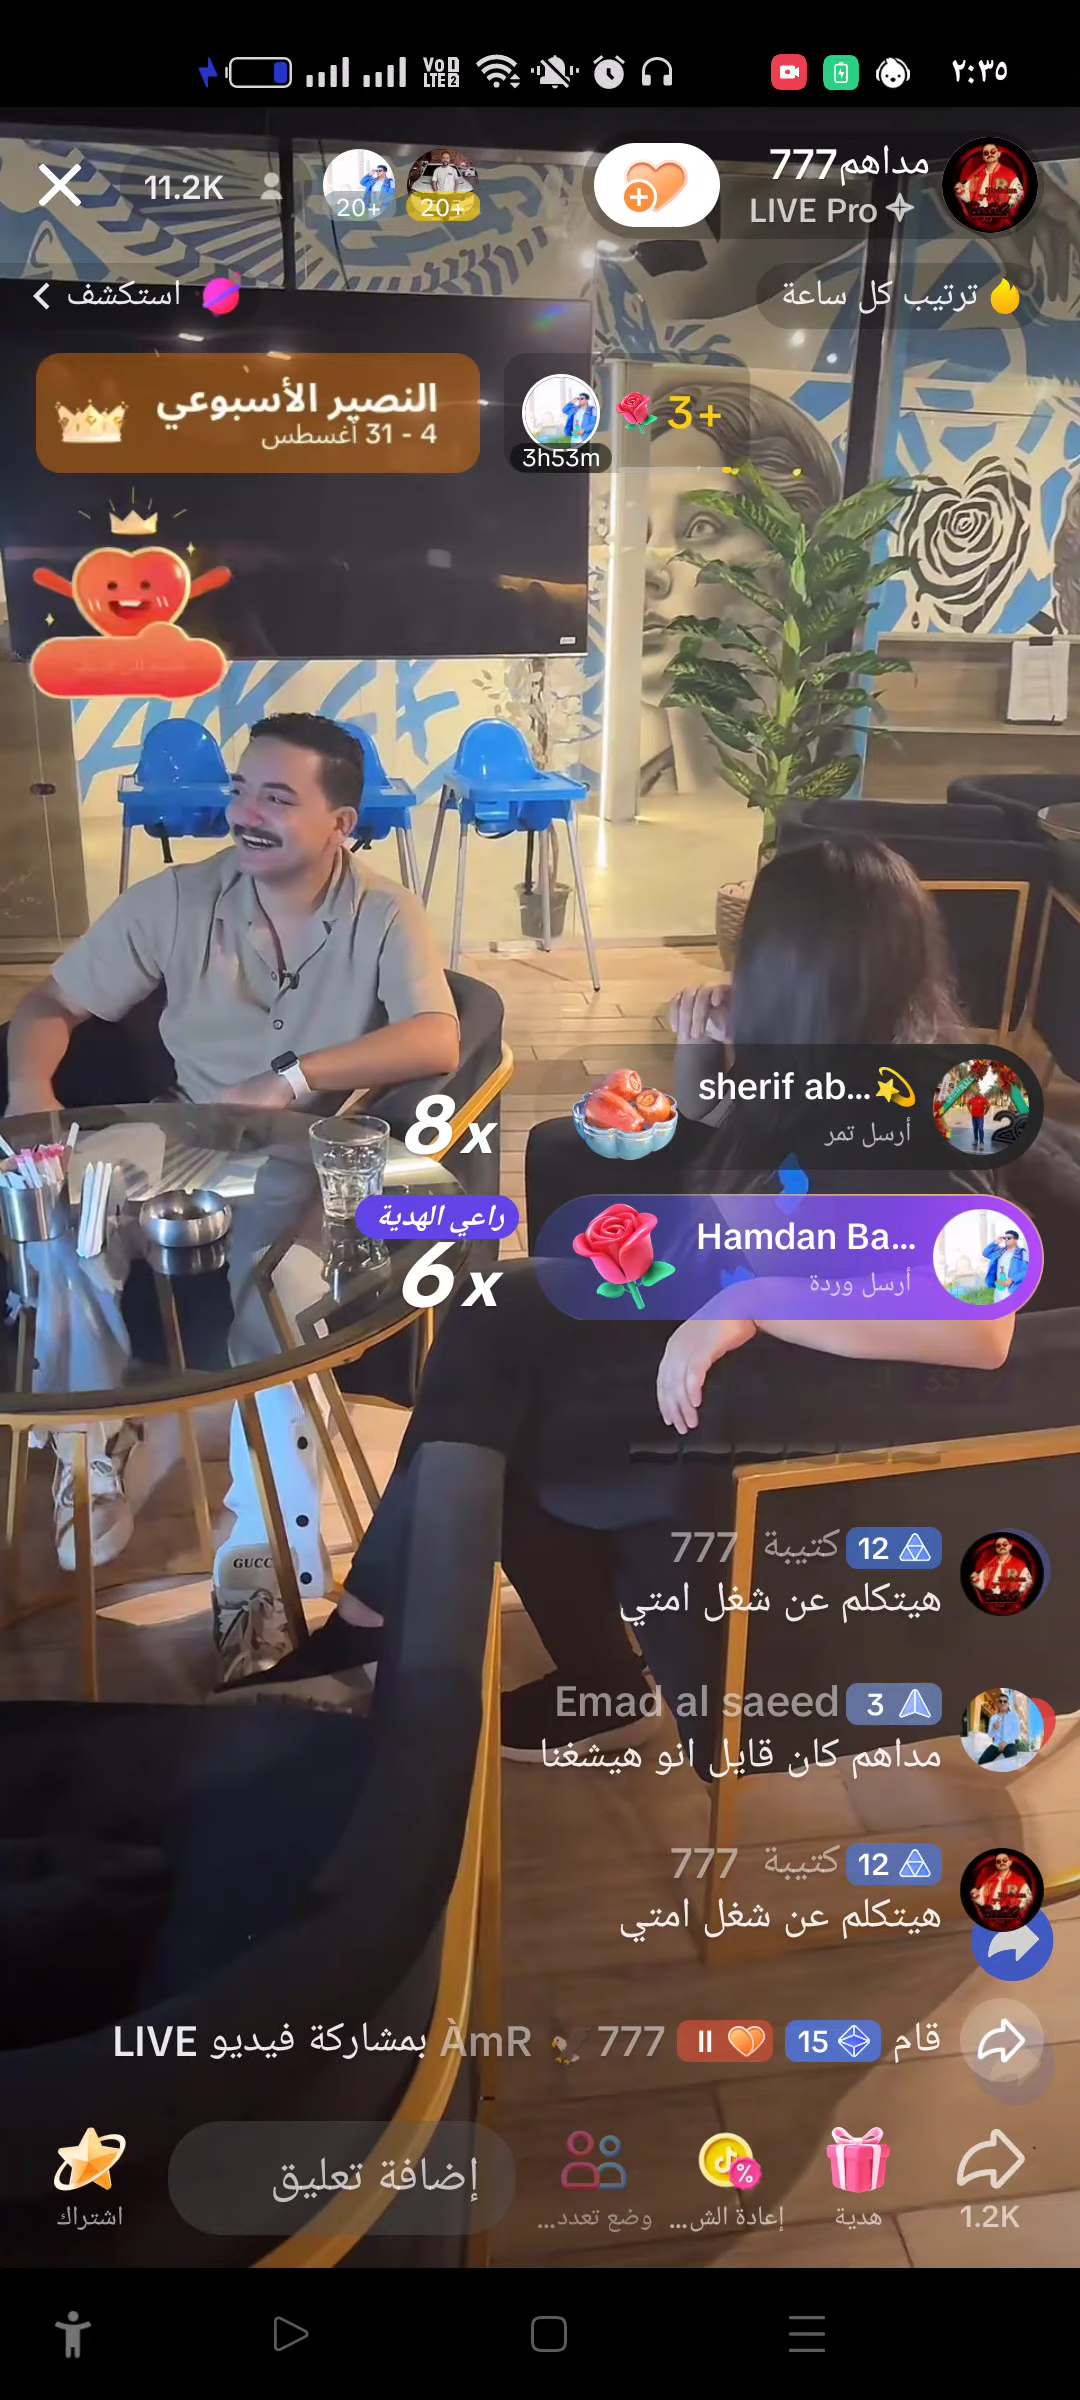 ٢:٣٥
مداهم777
LIVE Pro
20+
20+
11.2K
ترتيب كل ساعة
استكشف
3+
3h53m
النصير الأسبوعي
4 - 31 أغسطس
sherif ab...
أرسل تمر
8x
راعي الهدية
Hamdan Ba...
أرسل وردة
6x
GUCC
12 كتيبة 777
هيتكلم عن شغل امتي
3 Emad al saeed
مداهم كان قايل انو هيشغنا
12 كتيبة 777
هيتكلم عن شغل امتي
قام 15 II ÀmR 777 بمشاركة فيديو LIVE
1.2K
هدية
إعادة الش...
وضع تعدد...
إضافة تعليق
اشتراك